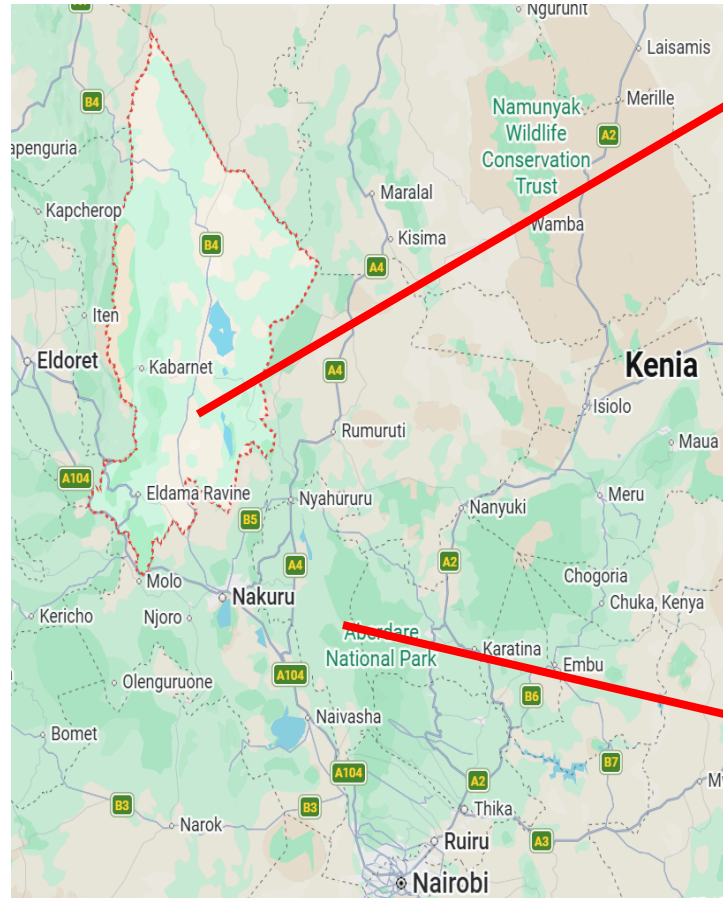 Ngurunit
Laisamis
B4
Merille
Namunyak
Wildlife
Conservation
Trust
A2
apenguria
Kapcherop
Maralal
Wamba
B4
Kisima
A4
Iten
Eldoret
Kabarnet
A4
Kenia
Isiolo
Rumuruti
Maua
A104
Eldama Ravine
Nyahururu
Meru
B5
Nanyuki
A4
A2
Molo
Nakuru
Chogoria
Chuka, Kenya
Kericho
Njoro
Aberdare
National Park
Karatina
Embu
A104
Olenguruone
B6
Naivasha
Bomet
B7
A104
A2
B3
B3
Thika
Narok
Ruiru
A3
Nairobi